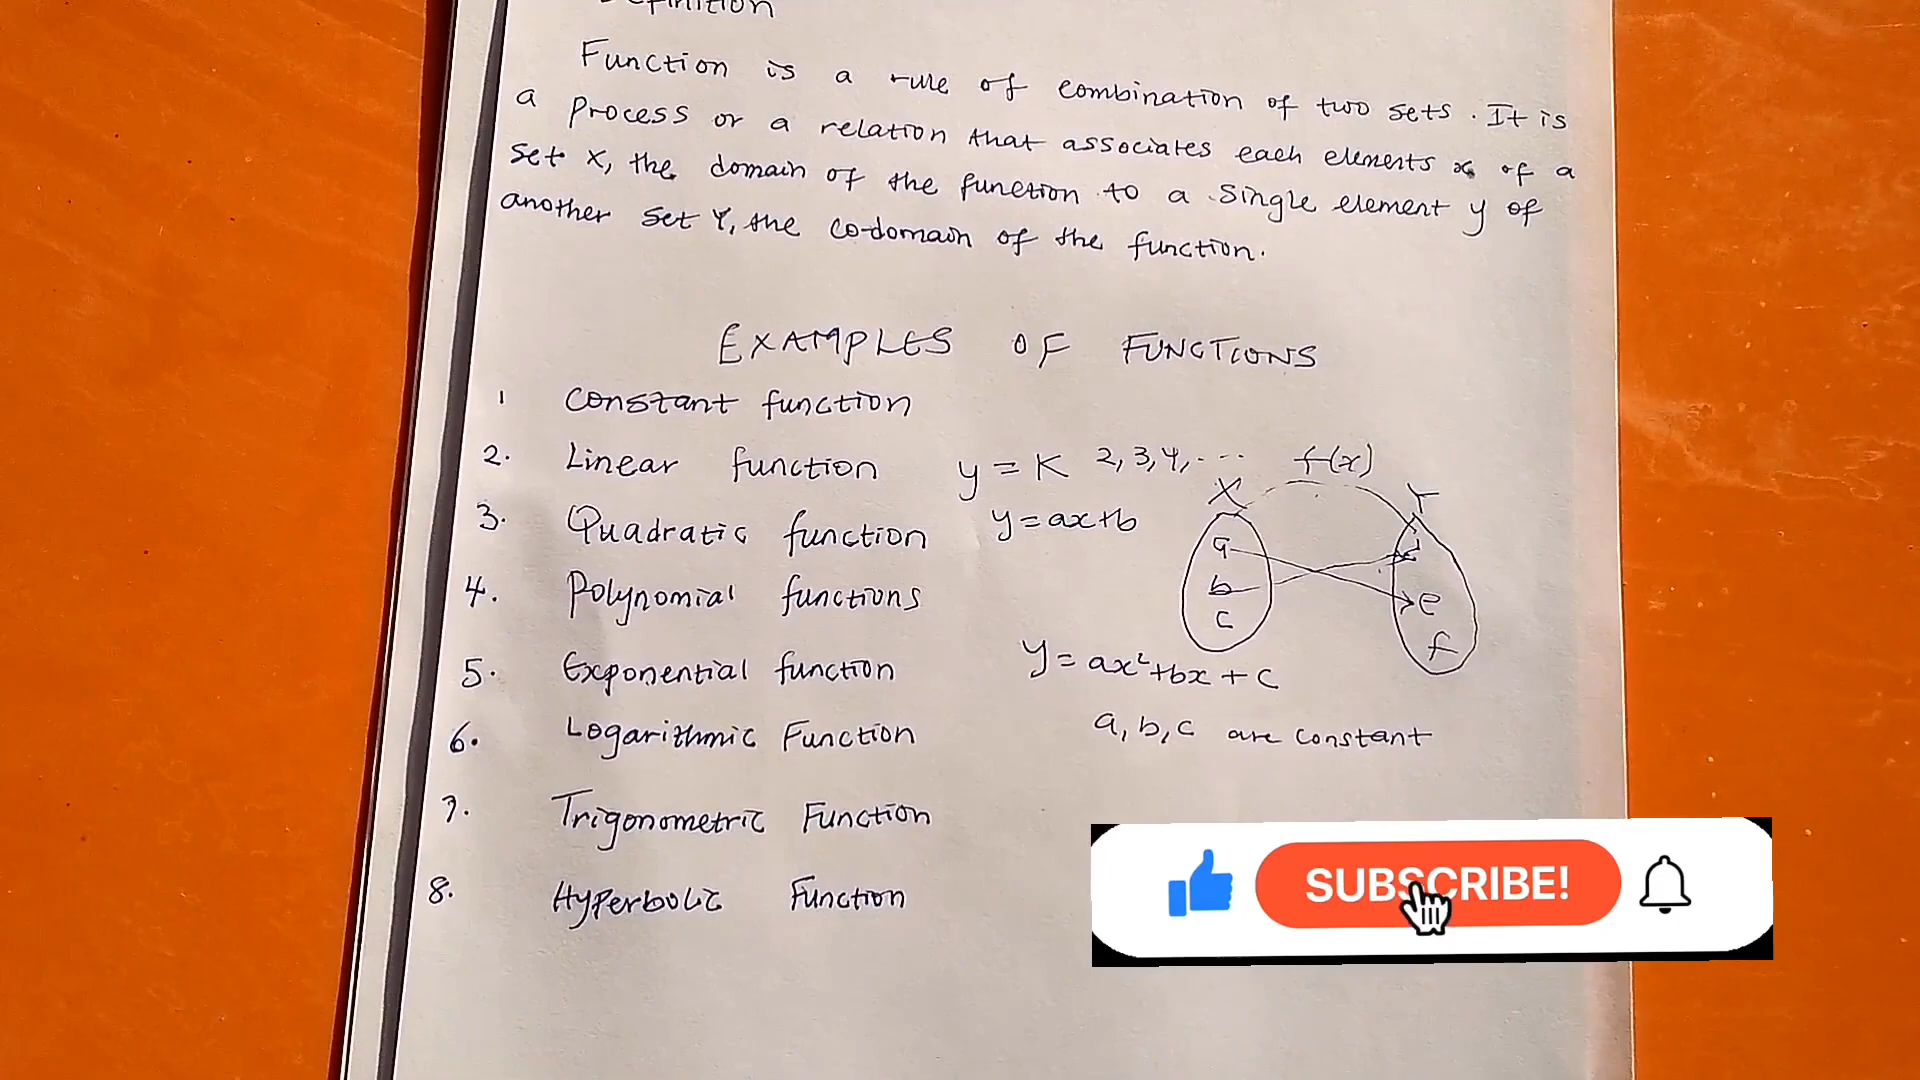 Definition
Function is a rule of combination of two sets. It is
a process or a relation that associates each elements x of a
set X, the domain of the function to a single element y of
another set Y, the co-domain of the function.
EXAMPLES OF FUNCTIONS
1 Constant function
2. Linear function
y = K 2, 3, 4, ... f(x)
3. Quadratic function
y = ax+b
X Y
a
b
c
e
f
4. Polynomial functions
y = ax²+bx + c
5. Exponential function
a, b, c are constant
6. Logarithmic Function
7. Trigonometric Function
8. Hyperbolic Function
SUBSCRIBE!